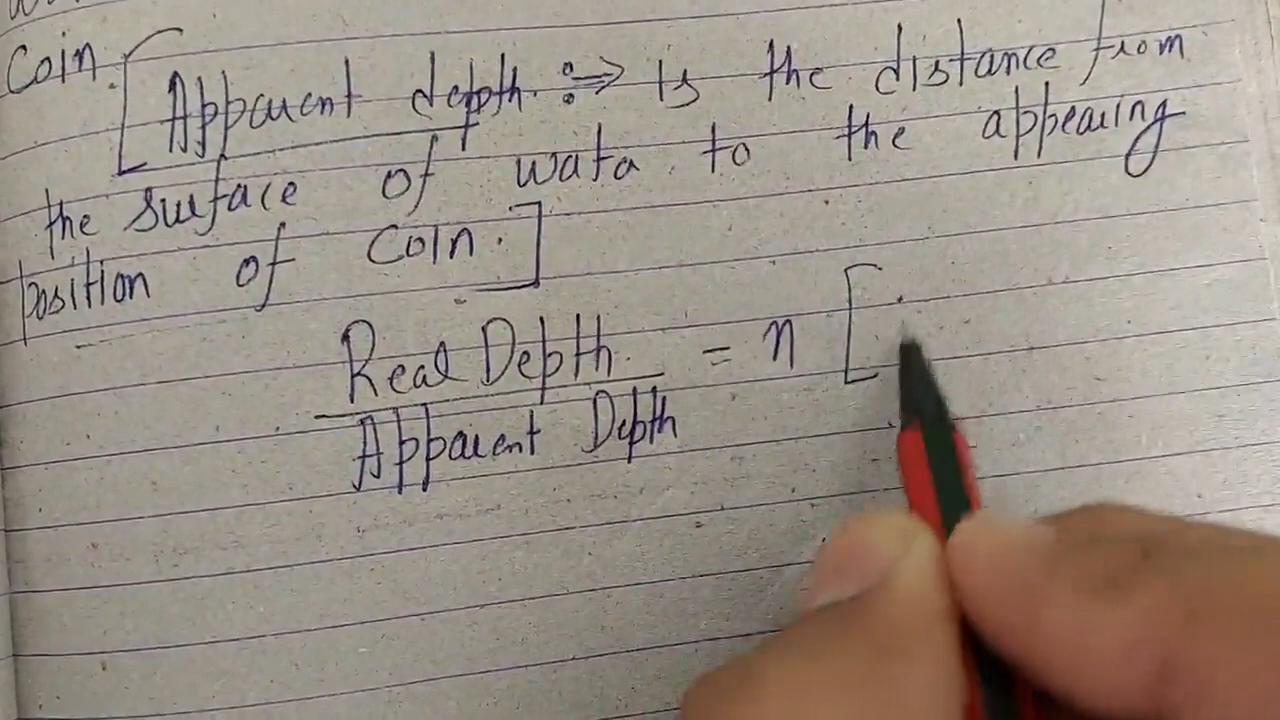 Coin. [Apparent depth :⇒ Is the distance from
the surface of water to the appearing
position of coin.]
Real Depth = n [
Apparent Depth